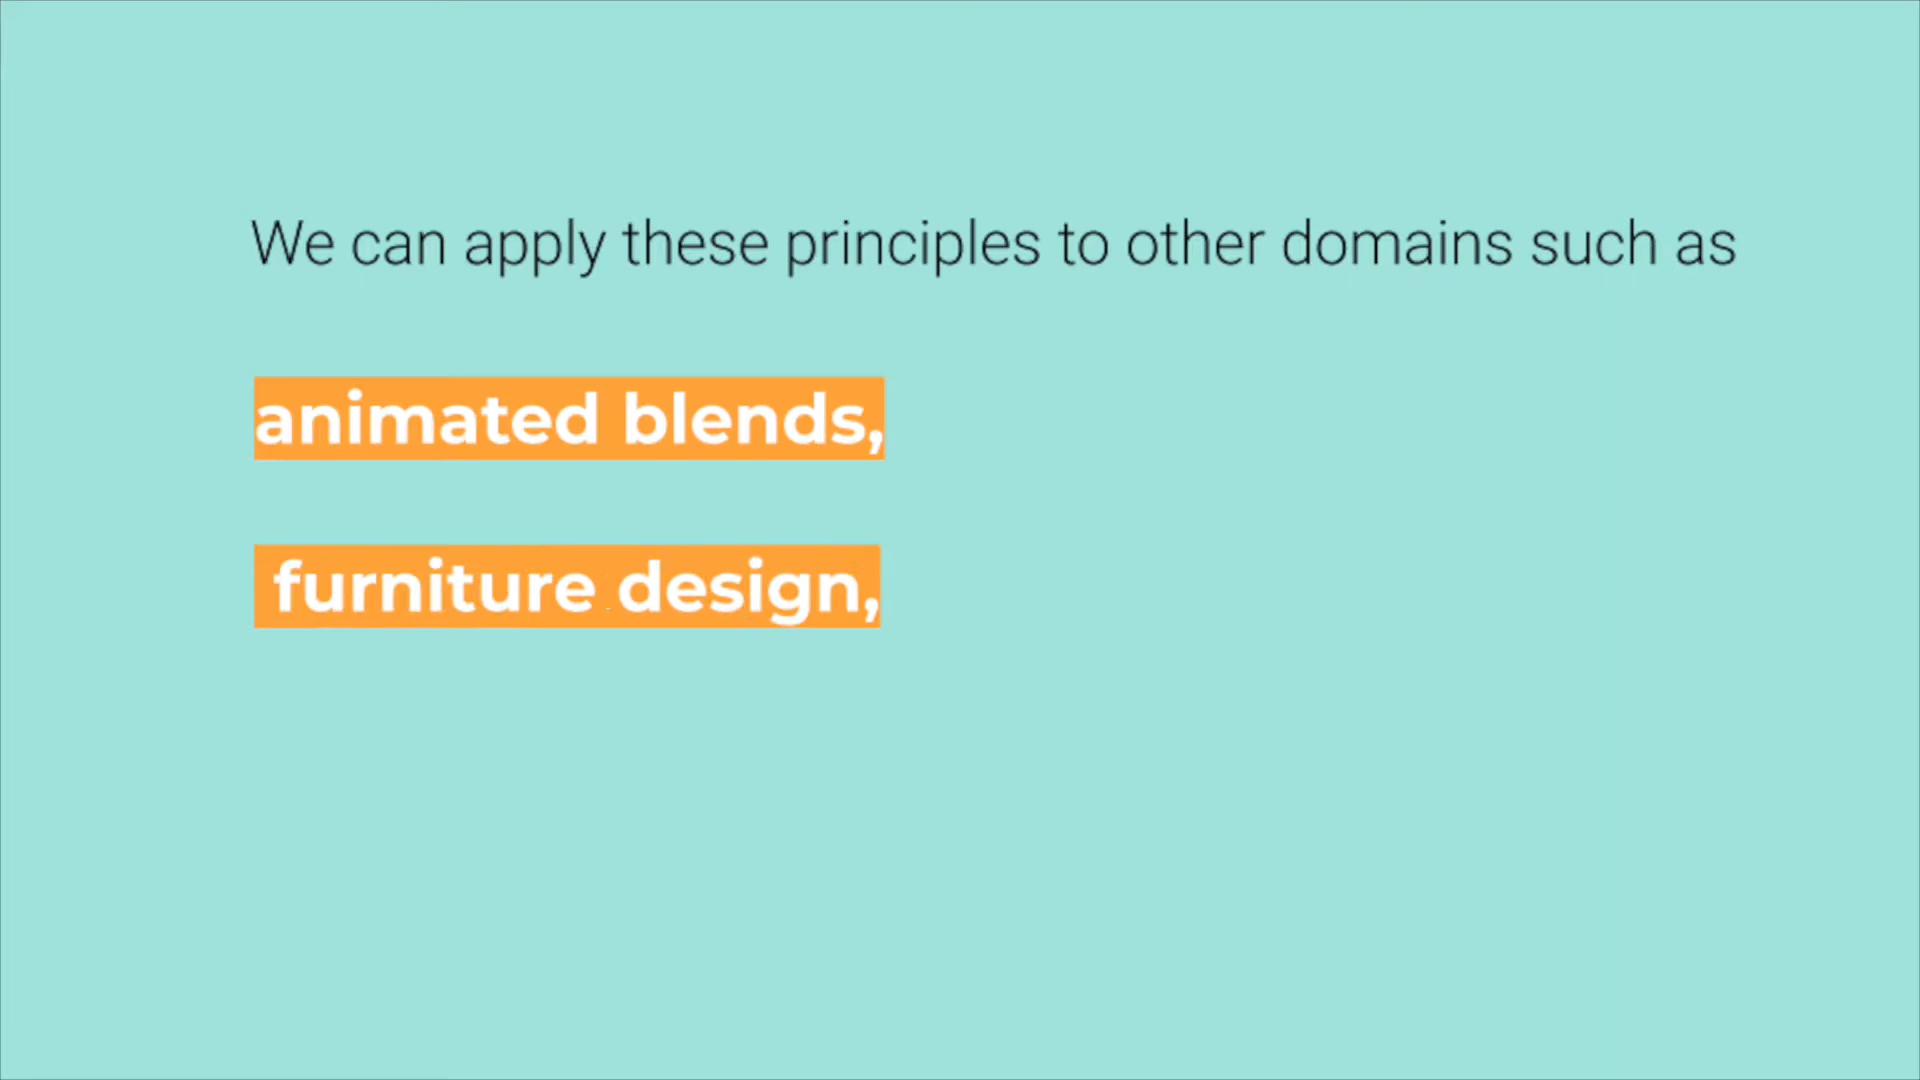 We can apply these principles to other domains such as
animated blends,
furniture design,